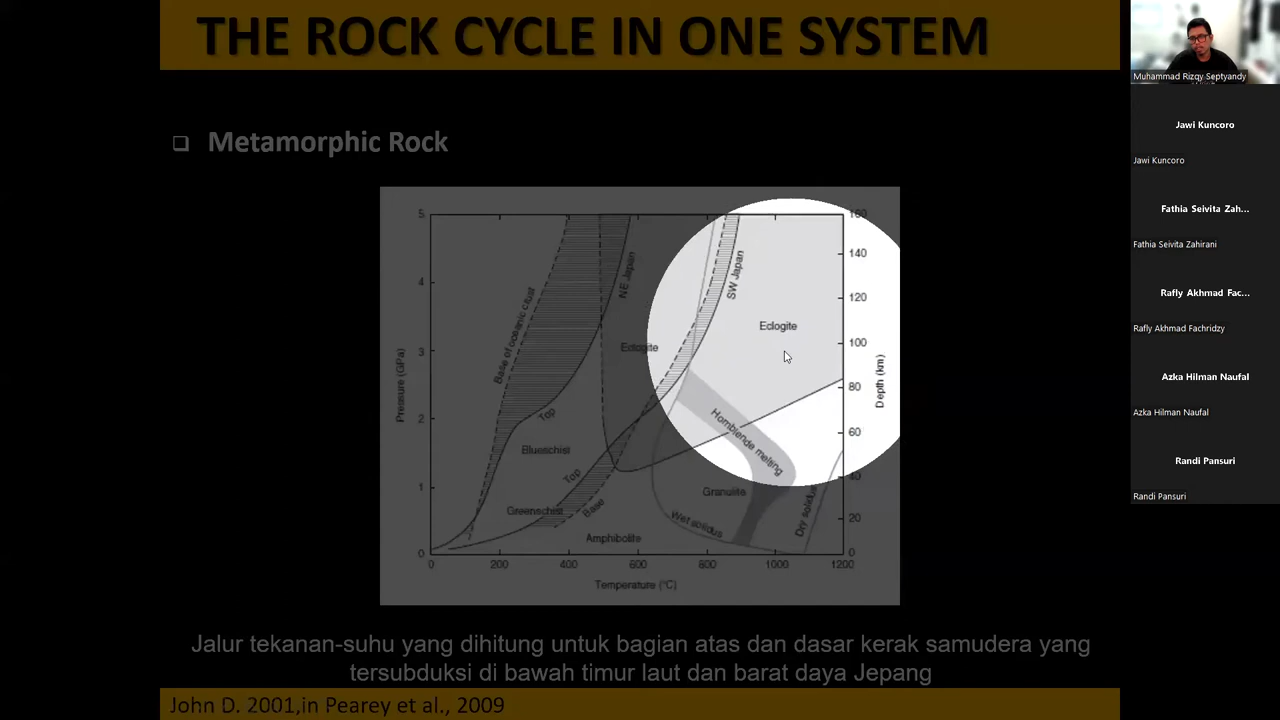 THE ROCK CYCLE IN ONE SYSTEM
Metamorphic Rock
5
4
3
2
1
0
Pressure (GPa)
0
200
400
600
800
1000
1200
Temperature (°C)
160
140
120
100
80
60
40
20
0
Depth (km)
Base of oceanic crust
Top
NE Japan
SW Japan
Eclogite
Eclogite
Blueschist
Top
Base
Greenschist
Amphibolite
Hornblende melting
Granulite
Wet solidus
Dry solidus
Jalur tekanan-suhu yang dihitung untuk bagian atas dan dasar kerak samudera yang
tersubduksi di bawah timur laut dan barat daya Jepang
John D. 2001,in Pearey et al., 2009
Muhammad Rizqy Septyandy
Jawi Kuncoro
Jawi Kuncoro
Fathia Seivita Zah...
Fathia Seivita Zahirani
Rafly Akhmad Fac...
Rafly Akhmad Fachridzy
Azka Hilman Naufal
Azka Hilman Naufal
Randi Pansuri
Randi Pansuri